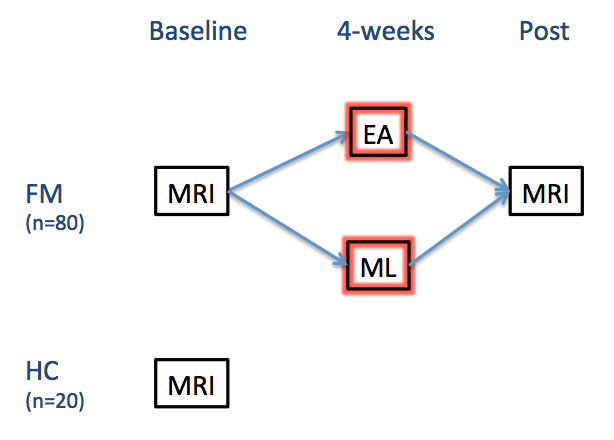 Baseline 4-weeks Post
EA
FM MRI MRI
(n=80)
ML
HC
MRI
(n=20)